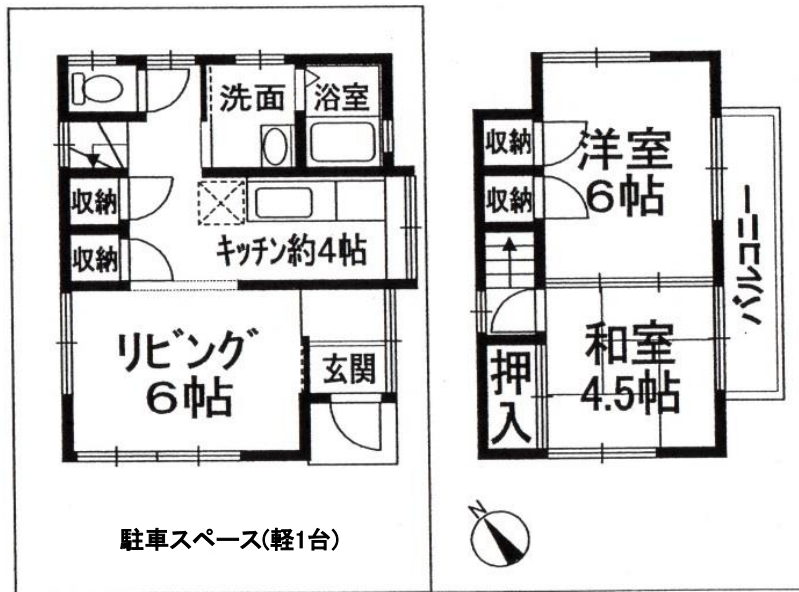 洗面
浴室
収納
収納
キッチン約4帖
リビング
6帖
玄関
駐車スペース(軽1台)
収納
収納
洋室
6帖
バルコニー
和室
4.5帖
押入
N